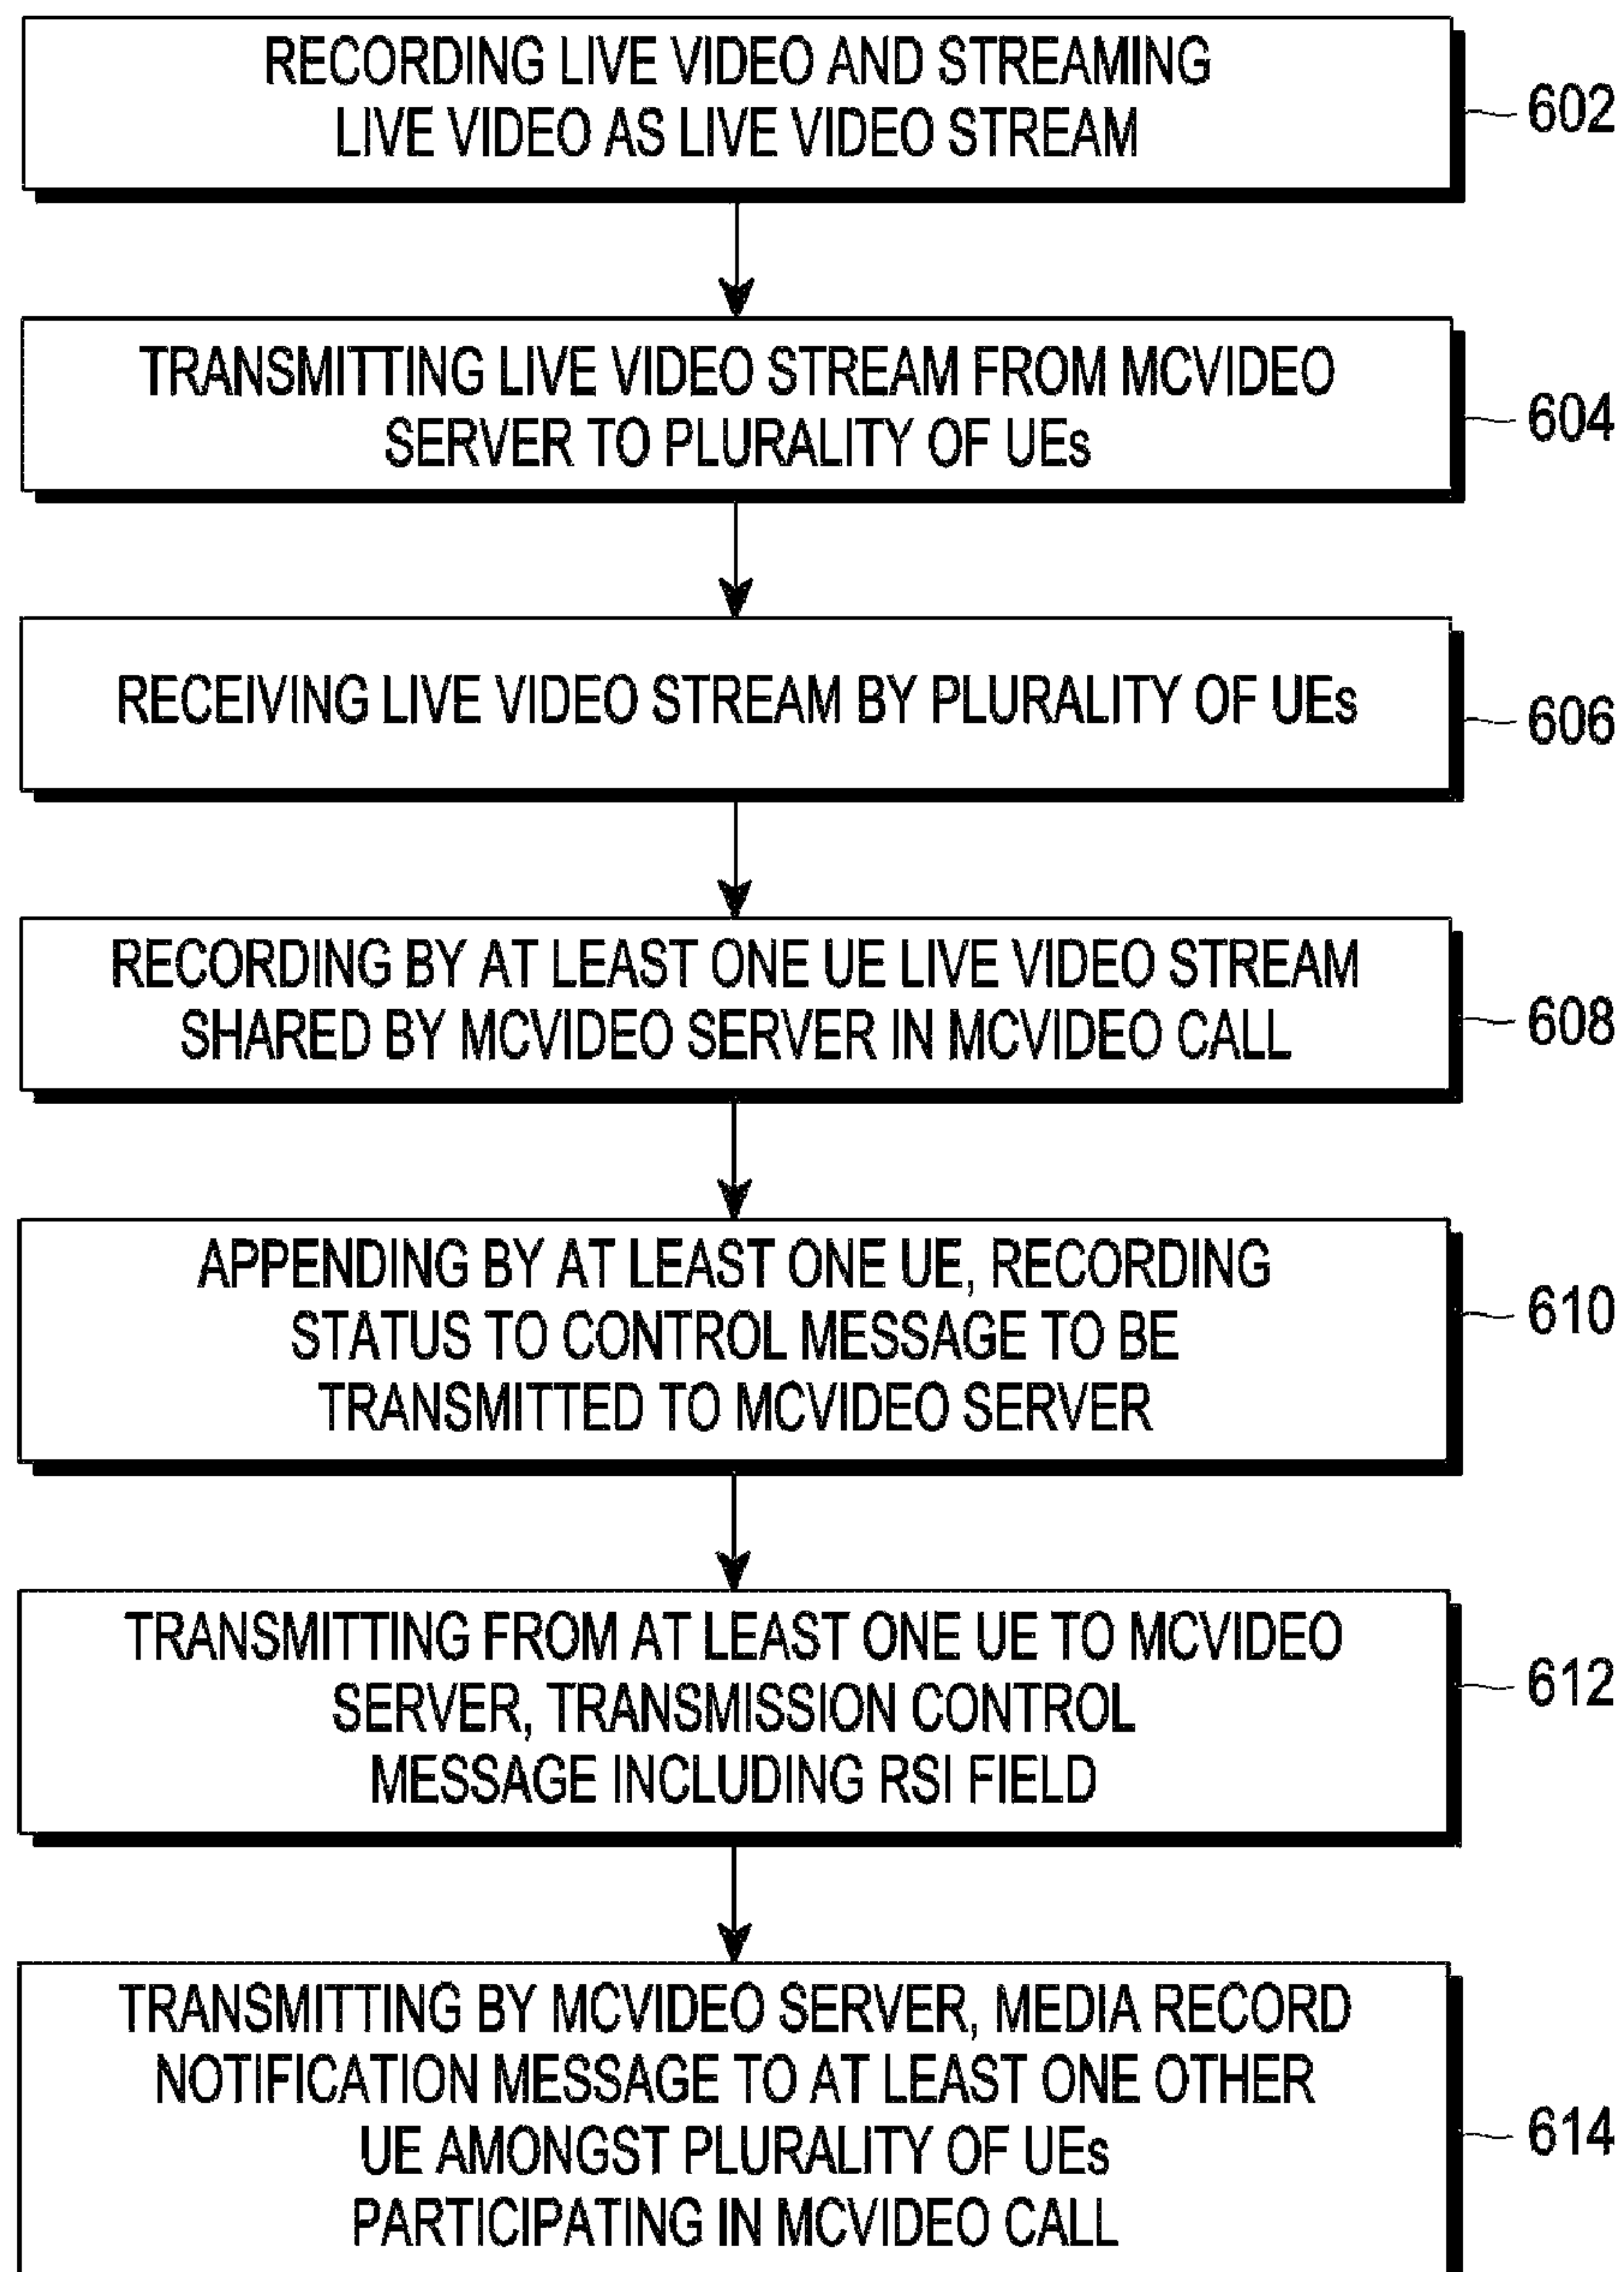 RECORDING LIVE VIDEO AND STREAMING
LIVE VIDEO AS LIVE VIDEO STREAM
602
TRANSMITTING LIVE VIDEO STREAM FROM MCVIDEO
SERVER TO PLURALITY OF UEs
604
RECEIVING LIVE VIDEO STREAM BY PLURALITY OF UEs
606
RECORDING BY AT LEAST ONE UE LIVE VIDEO STREAM
SHARED BY MCVIDEO SERVER IN MCVIDEO CALL
608
APPENDING BY AT LEAST ONE UE, RECORDING
STATUS TO CONTROL MESSAGE TO BE
TRANSMITTED TO MCVIDEO SERVER
610
TRANSMITTING FROM AT LEAST ONE UE TO MCVIDEO
SERVER, TRANSMISSION CONTROL
MESSAGE INCLUDING RSI FIELD
612
TRANSMITTING BY MCVIDEO SERVER, MEDIA RECORD
NOTIFICATION MESSAGE TO AT LEAST ONE OTHER
UE AMONGST PLURALITY OF UEs
PARTICIPATING IN MCVIDEO CALL
614